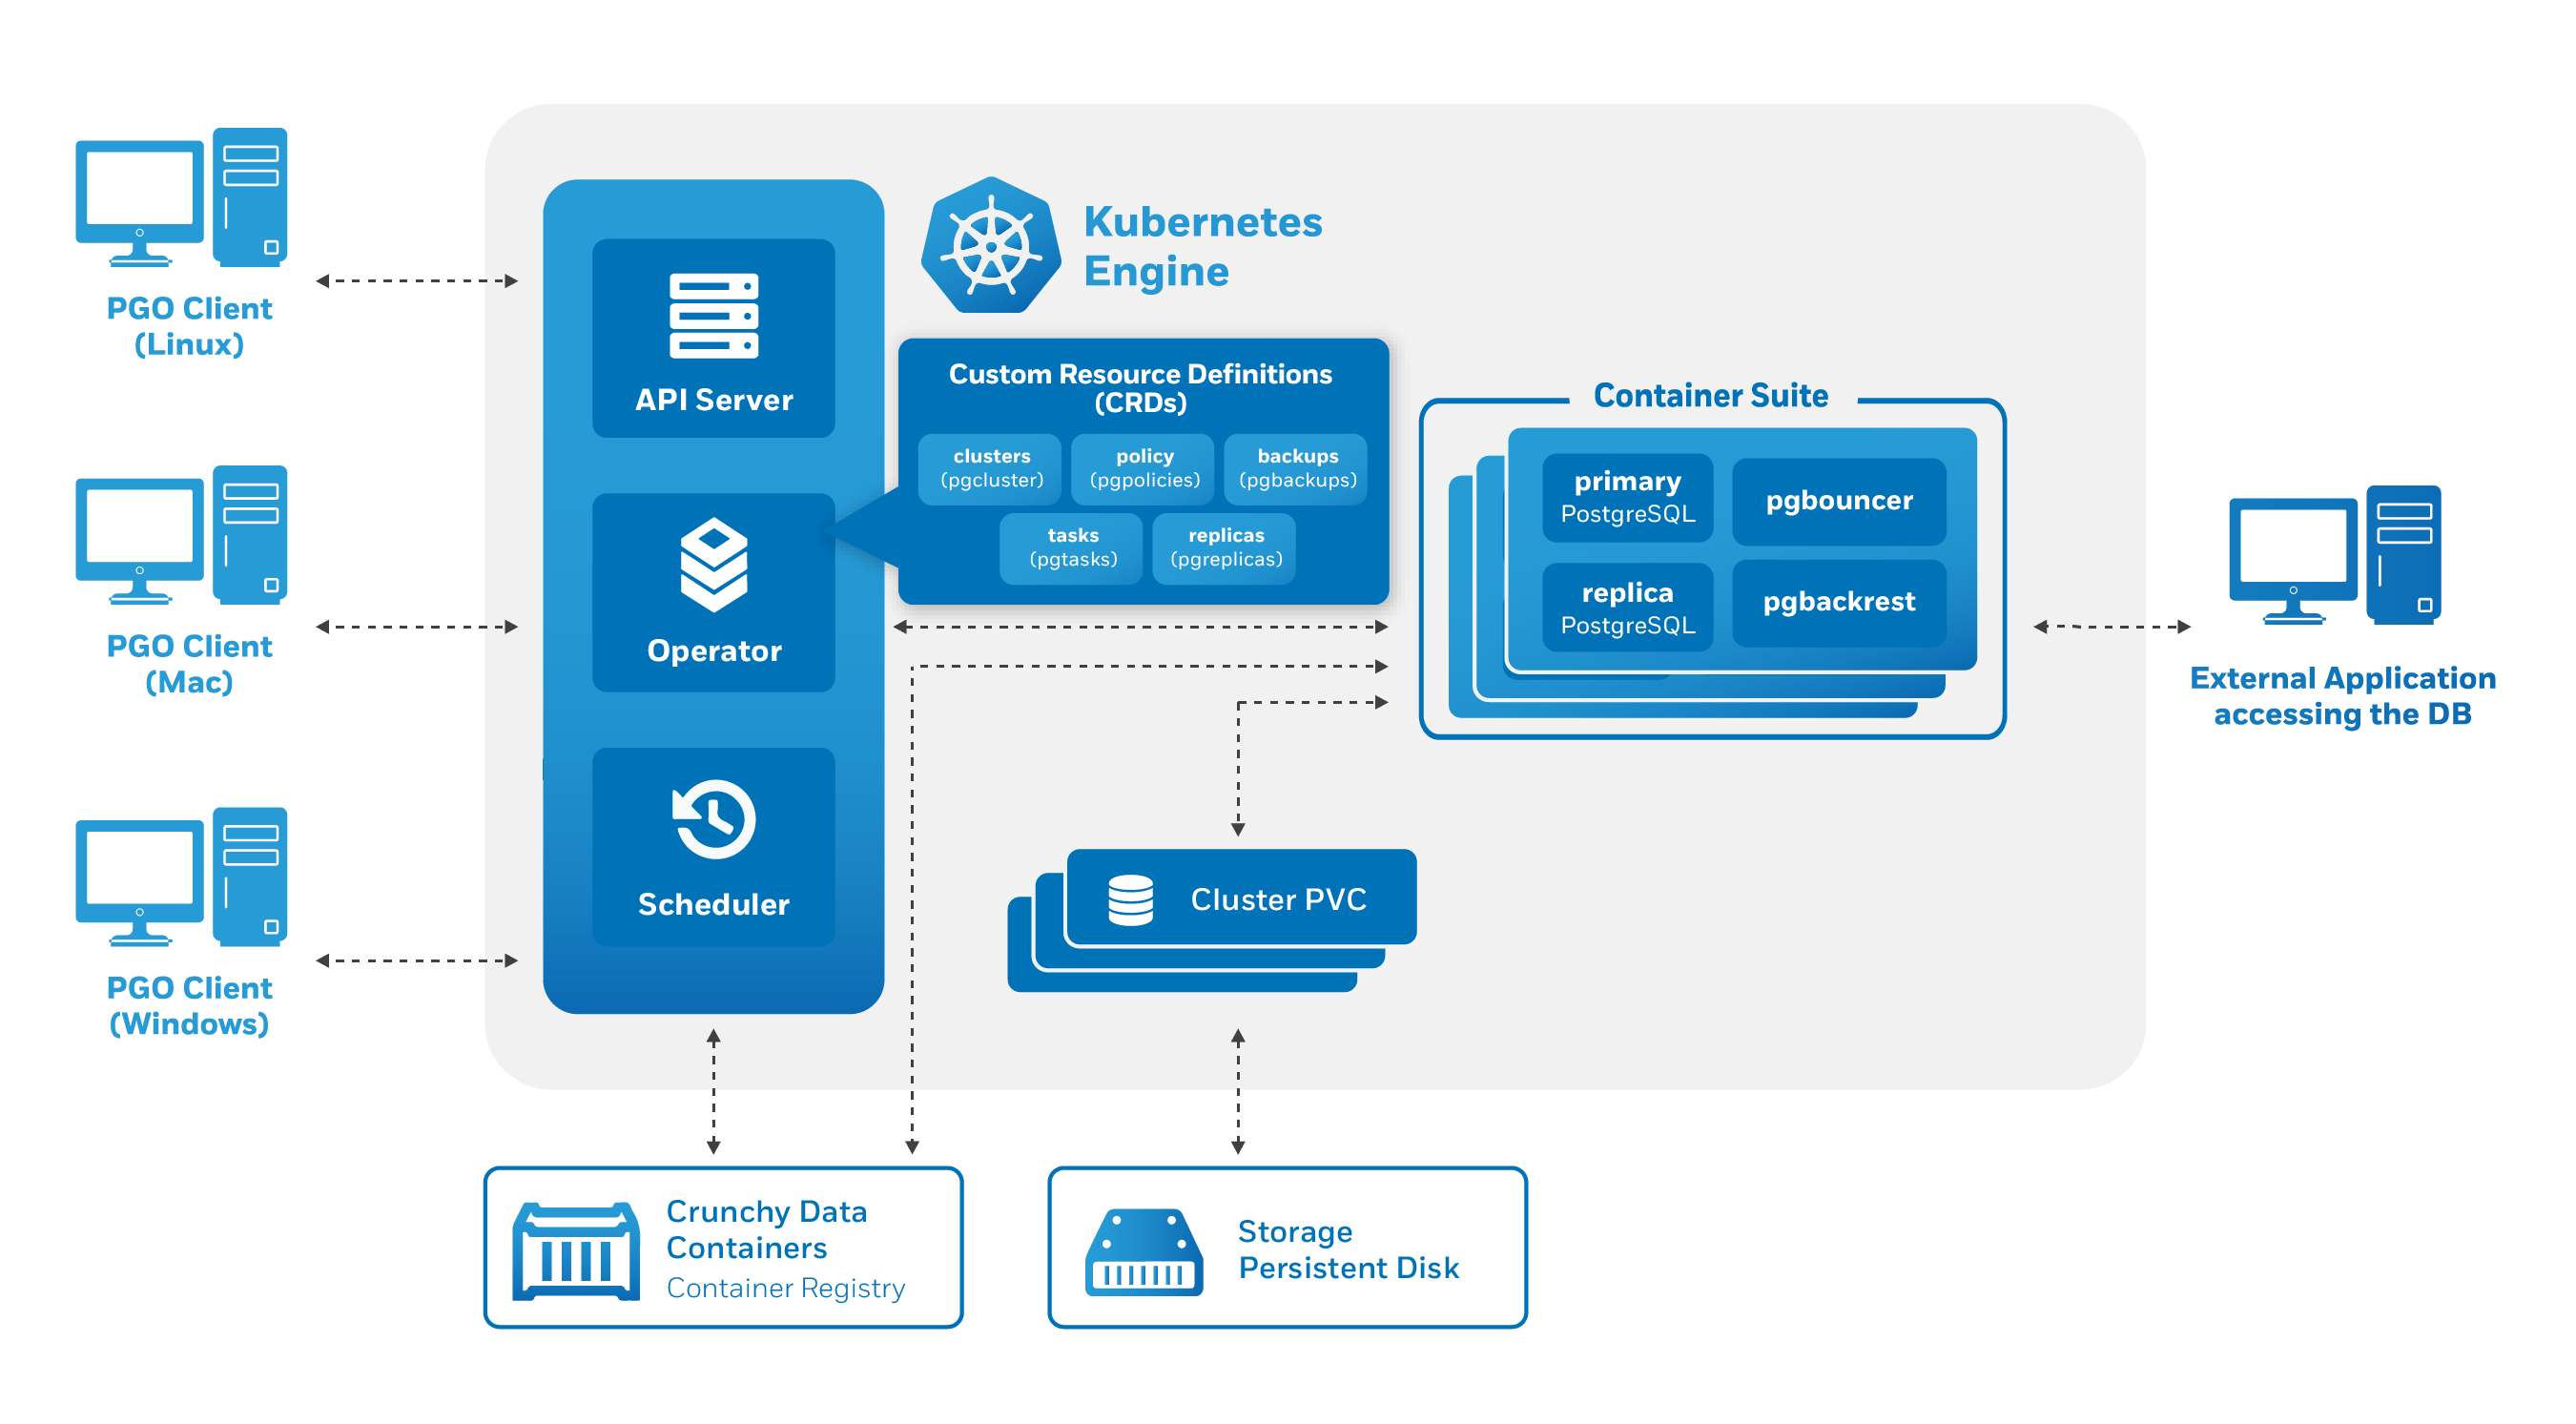 PGO Client
(Linux)
PGO Client
(Mac)
PGO Client
(Windows)
API Server
Operator
Scheduler
Kubernetes
Engine
Custom Resource Definitions
(CRDs)
clusters
(pgcluster)
policy
(pgpolicies)
backups
(pgbackups)
tasks
(pgtasks)
replicas
(pgreplicas)
Container Suite
primary
PostgreSQL
pgbouncer
replica
PostgreSQL
pgbackrest
Cluster PVC
External Application
accessing the DB
Crunchy Data
Containers
Container Registry
Storage
Persistent Disk